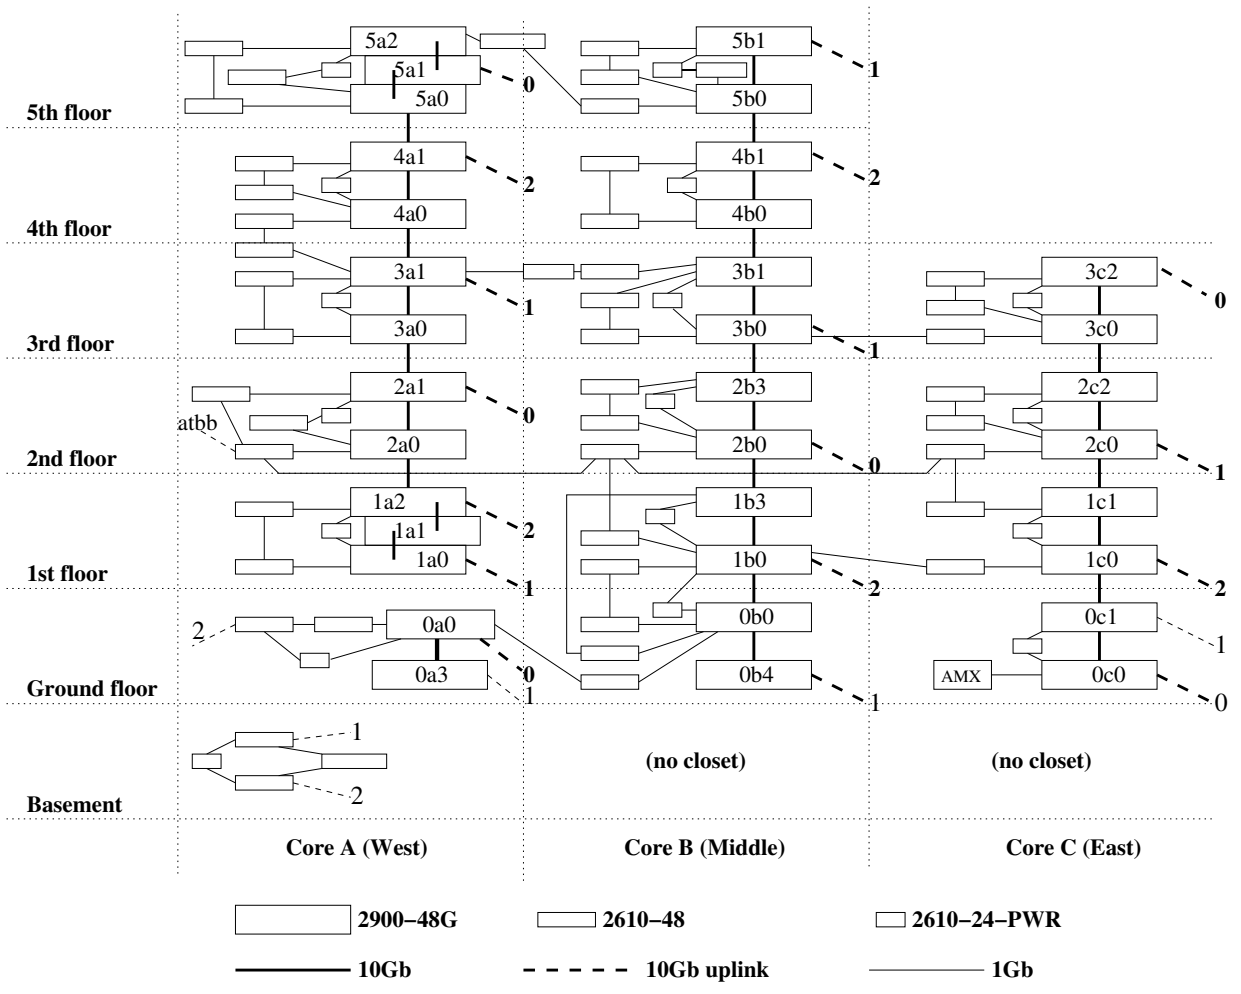 5a2 5b1
5a1 0 1
5th floor 5a0 5b0
4a1 4b1
2 2
4th floor 4a0 4b0
3a1 3b1 3c2
1 0
3rd floor 3a0 3b0 1 3c0
2a1 2b3 2c2
atbb 0
2nd floor 2a0 2b0 0 2c0 1
1a2 1b3 1c1
1a1 2
1st floor 1a0 1 1b0 2 1c0 2
2 0a0 0b0 0c1
0 1
Ground floor 0a3 1 0b4 1 AMX 0c0 0
1
(no closet) (no closet)
2
Basement
Core A (West) Core B (Middle) Core C (East)
2900−48G 2610−48 2610−24−PWR
10Gb 10Gb uplink 1Gb